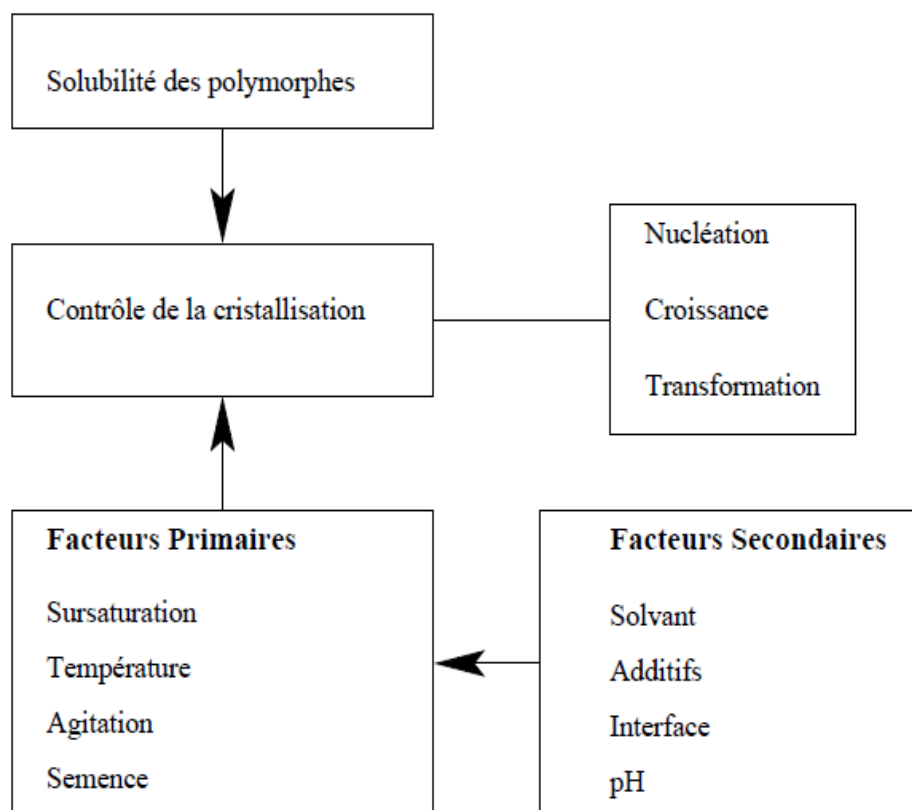 Solubilité des polymorphes
Contrôle de la cristallisation
Nucléation
Croissance
Transformation
Facteurs Primaires
Sursaturation
Température
Agitation
Semence
Facteurs Secondaires
Solvant
Additifs
Interface
pH